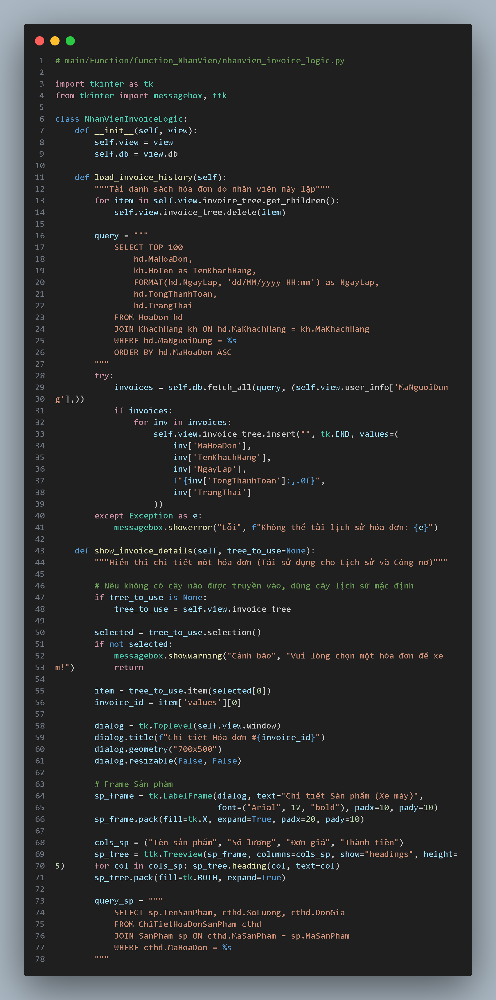 1 # main/Function/function_NhanVien/nhanvien_invoice_logic.py
2
3 import tkinter as tk
4 from tkinter import messagebox, ttk
5
6 class NhanVienInvoiceLogic:
7     def __init__(self, view):
8         self.view = view
9         self.db = view.db
10
11     def load_invoice_history(self):
12         """Tải danh sách hóa đơn do nhân viên này lập"""
13         for item in self.view.invoice_tree.get_children():
14             self.view.invoice_tree.delete(item)
15
16         query = """
17             SELECT TOP 100
18                 hd.MaHoaDon,
19                 kh.HoTen as TenKhachHang,
20                 FORMAT(hd.NgayLap, 'dd/MM/yyyy HH:mm') as NgayLap,
21                 hd.TongThanhToan,
22                 hd.TrangThai
23             FROM HoaDon hd
24             JOIN KhachHang kh ON hd.MaKhachHang = kh.MaKhachHang
25             WHERE hd.MaNguoiDung = %s
26             ORDER BY hd.MaHoaDon ASC
27         """
28         try:
29             invoices = self.db.fetch_all(query, (self.view.user_info['MaNguoiDun
30 g'],))
31             if invoices:
32                 for inv in invoices:
33                     self.view.invoice_tree.insert("", tk.END, values=(
34                         inv['MaHoaDon'],
35                         inv['TenKhachHang'],
36                         inv['NgayLap'],
37                         f"{inv['TongThanhToan']:,.0f}",
38                         inv['TrangThai']
39                     ))
40         except Exception as e:
41             messagebox.showerror("Lỗi", f"Không thể tải lịch sử hóa đơn: {e}")
42
43     def show_invoice_details(self, tree_to_use=None):
44         """Hiển thị chi tiết một hóa đơn (Tái sử dụng cho Lịch sử và Công nợ)"""
45
46         # Nếu không có cây nào được truyền vào, dùng cây lịch sử mặc định
47         if tree_to_use is None:
48             tree_to_use = self.view.invoice_tree
49
50         selected = tree_to_use.selection()
51         if not selected:
52             messagebox.showwarning("Cảnh báo", "Vui lòng chọn một hóa đơn để xe
53 m!")        return
54
55         item = tree_to_use.item(selected[0])
56         invoice_id = item['values'][0]
57
58         dialog = tk.Toplevel(self.view.window)
59         dialog.title(f"Chi tiết Hóa đơn #{invoice_id}")
60         dialog.geometry("700x500")
61         dialog.resizable(False, False)
62
63         # Frame Sản phẩm
64         sp_frame = tk.LabelFrame(dialog, text="Chi tiết Sản phẩm (Xe máy)",
65                                  font=("Arial", 12, "bold"), padx=10, pady=10)
66         sp_frame.pack(fill=tk.X, expand=True, padx=20, pady=10)
67
68         cols_sp = ("Tên sản phẩm", "Số lượng", "Đơn giá", "Thành tiền")
69         sp_tree = ttk.Treeview(sp_frame, columns=cols_sp, show="headings", height=
70 5)      for col in cols_sp: sp_tree.heading(col, text=col)
71         sp_tree.pack(fill=tk.BOTH, expand=True)
72
73         query_sp = """
74             SELECT sp.TenSanPham, cthd.SoLuong, cthd.DonGia
75             FROM ChiTietHoaDonSanPham cthd
76             JOIN SanPham sp ON cthd.MaSanPham = sp.MaSanPham
77             WHERE cthd.MaHoaDon = %s
78         """